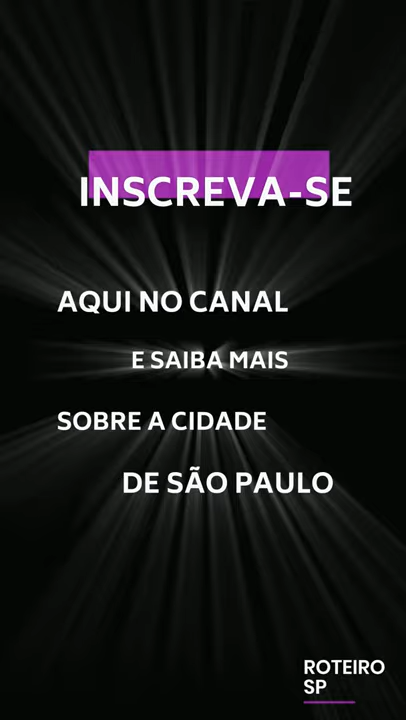 INSCREVA-SE
AQUI NO CANAL
E SAIBA MAIS
SOBRE A CIDADE
DE SÃO PAULO
ROTEIRO
SP